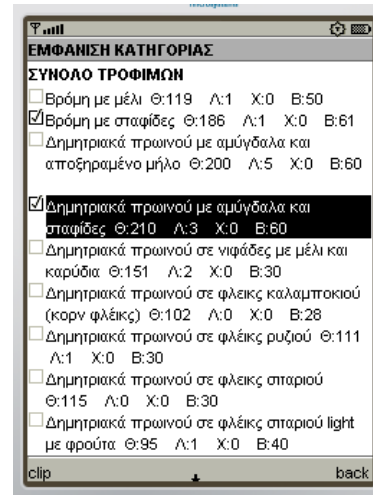 ΕΜΦΑΝΙΣΗ ΚΑΤΗΓΟΡΙΑΣ
ΣΥΝΟΛΟ ΤΡΟΦΙΜΩΝ
Βρόμη με μέλι Θ:119 Λ:1 Χ:0 Β:50
Βρόμη με σταφίδες Θ:186 Λ:1 Χ:0 Β:61
Δημητριακά πρωινού με αμύγδαλα και
αποξηραμένο μήλο Θ:200 Λ:5 Χ:0 Β:60
Δημητριακά πρωινού με αμύγδαλα και
σταφίδες Θ:210 Λ:3 Χ:0 Β:60
Δημητριακά πρωινού σε νιφάδες με μέλι και
καρύδια Θ:151 Λ:2 Χ:0 Β:30
Δημητριακά πρωινού σε φλεικς καλαμποκιού
(κορν φλέικς) Θ:102 Λ:0 Χ:0 Β:28
Δημητριακά πρωινού σε φλέικς ρυζιού Θ:111
Λ:1 Χ:0 Β:30
Δημητριακά πρωινού σε φλέικς σιταριού
Θ:115 Λ:0 Χ:0 Β:30
Δημητριακά πρωινού σε φλέικς σιταριού light
με φρούτα Θ:95 Λ:1 Χ:0 Β:40
clip back